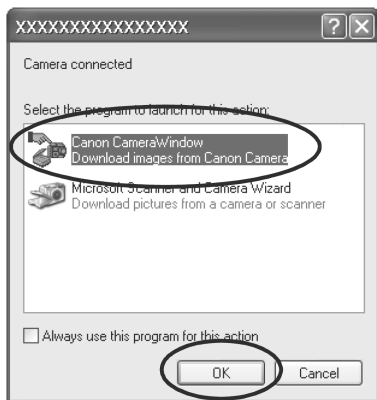 XXXXXXXXXXXXXXXX
Camera connected
Select the program to launch for this action:
Canon CameraWindow
Download images from Canon Camera
Microsoft Scanner and Camera Wizard
Download pictures from a camera or scanner
Always use this program for this action
OK Cancel